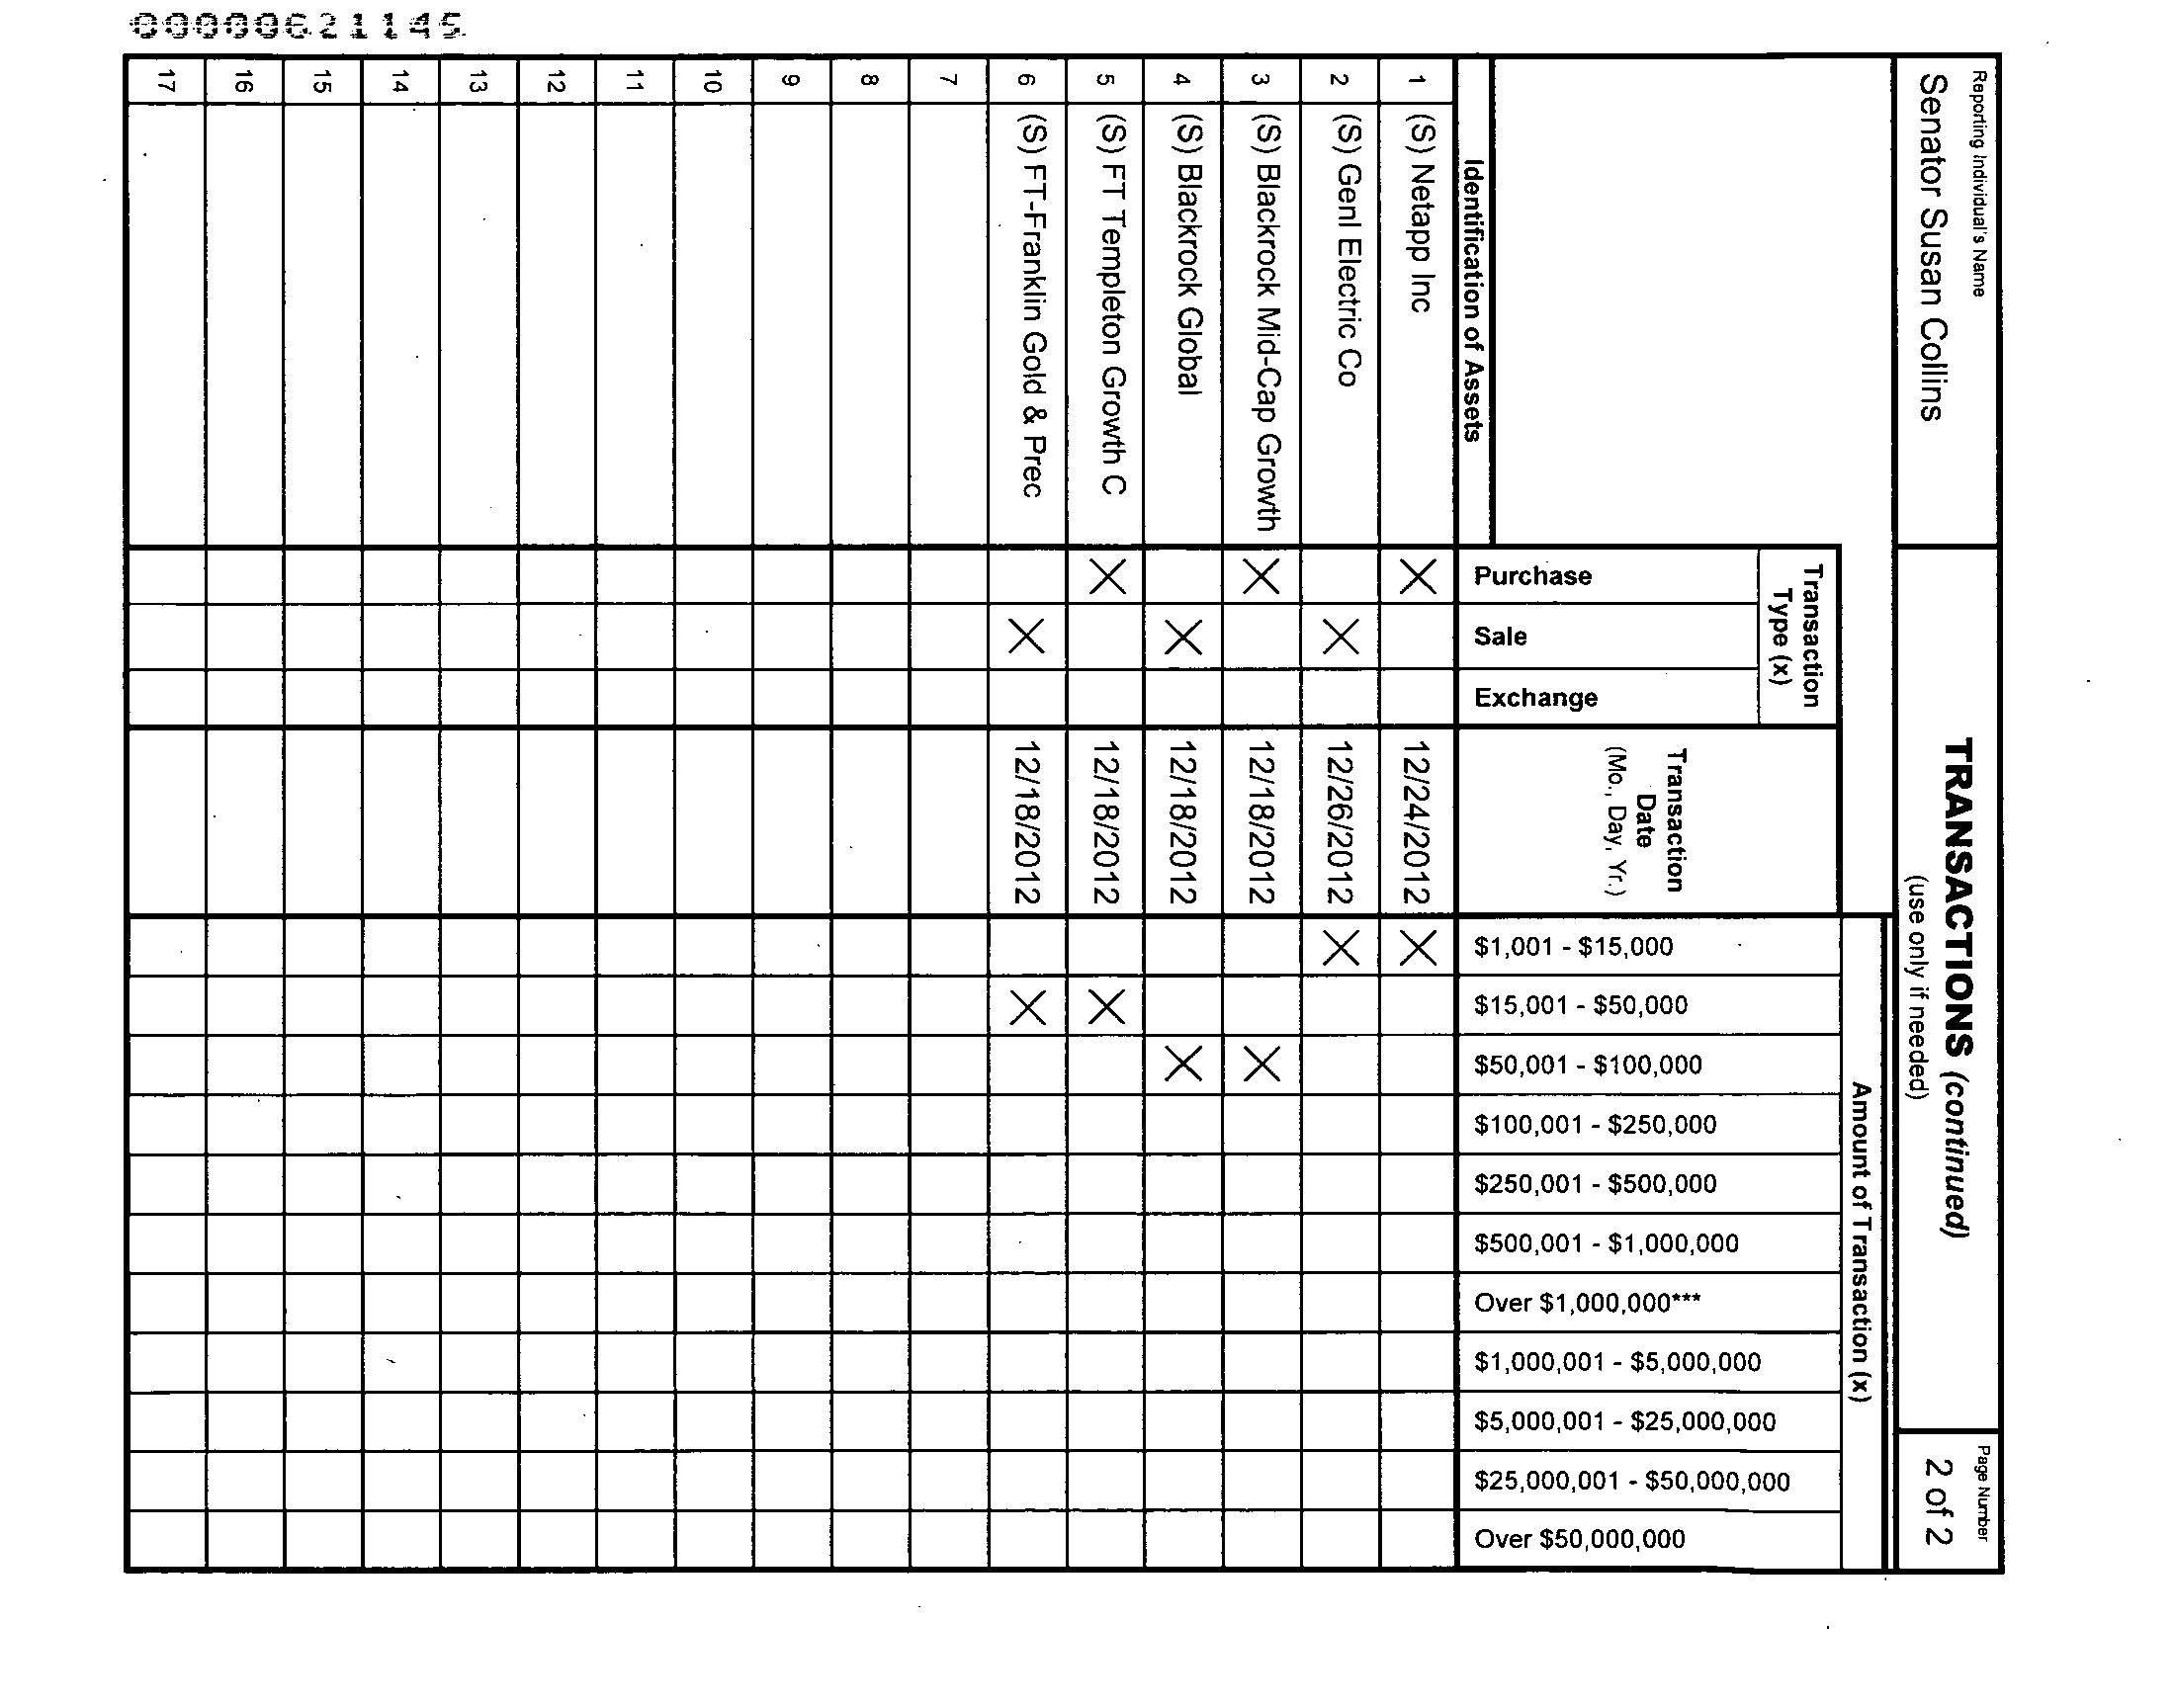 00000621145
Reporting Individual's Name
Senator Susan Collins
TRANSACTIONS (continued)
(use only if needed)
Page Number
2 of 2
Identification of Assets
Transaction
Type (x)
Purchase
Sale
Exchange
Transaction
Date
(Mo., Day, Yr.)
Amount of Transaction (x)
$1,001 - $15,000
$15,001 - $50,000
$50,001 - $100,000
$100,001 - $250,000
$250,001 - $500,000
$500,001 - $1,000,000
Over $1,000,000***
$1,000,001 - $5,000,000
$5,000,001 - $25,000,000
$25,000,001 - $50,000,000
Over $50,000,000
1 (S) Netapp Inc X 12/24/2012 X
2 (S) Genl Electric Co X 12/26/2012 X
3 (S) Blackrock Mid-Cap Growth X 12/18/2012 X
4 (S) Blackrock Global X 12/18/2012 X
5 (S) FT Templeton Growth C X 12/18/2012 X
6 (S) FT-Franklin Gold & Prec X 12/18/2012 X
7
8
9
10
11
12
13
14
15
16
17